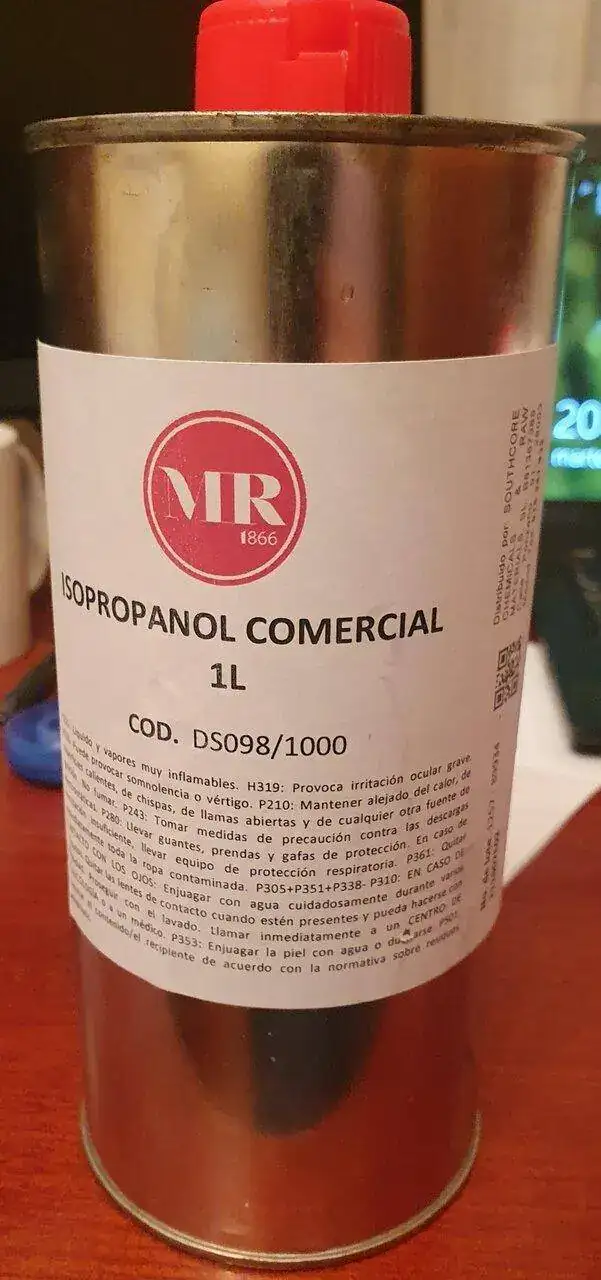 MR
1866
ISOPROPANOL COMERCIAL
1L
COD. DS098/1000
Líquido y vapores muy inflamables. H319: Provoca irritación ocular grave.
Puede provocar somnolencia o vértigo. P210: Mantener alejado del calor, de
calientes, de chispas, de llamas abiertas y de cualquier otra fuente de
No fumar. P243: Tomar medidas de precaución contra las descargas
P280: Llevar guantes, prendas y gafas de protección. En caso de
insuficiente, llevar equipo de protección respiratoria. P361: Quitar
toda la ropa contaminada. P305+P351+P338- P310: EN CASO DE
CON LOS OJOS: Enjuagar con agua cuidadosamente durante varios
Quitar las lentes de contacto cuando estén presentes y pueda hacerse con
Proseguir con el lavado. Llamar inmediatamente a un CENTRO DE
o a un médico. P353: Enjuagar la piel con agua o
el contenido/el recipiente de acuerdo con la normativa sobre residuos
Distribuido por: SOUTHCORE
CHEMICALS & RAW
MATERIALS, SL
20